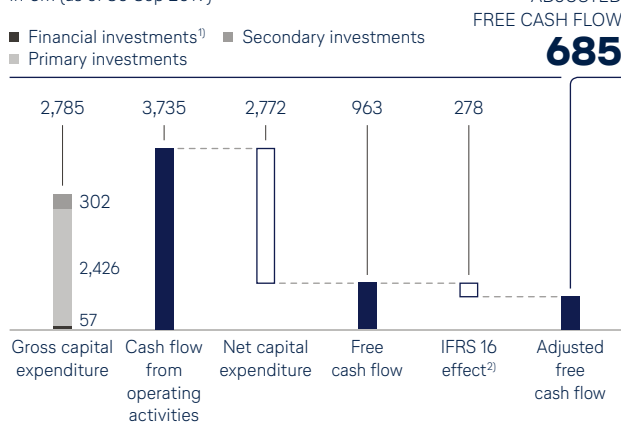 ADJUSTED
FREE CASH FLOW
685
Financial investments1) Secondary investments
Primary investments
2,785 3,735 2,772 963 278
302
2,426
57
Gross capital expenditure
Cash flow from operating activities
Net capital expenditure
Free cash flow
IFRS 16 effect2)
Adjusted free cash flow